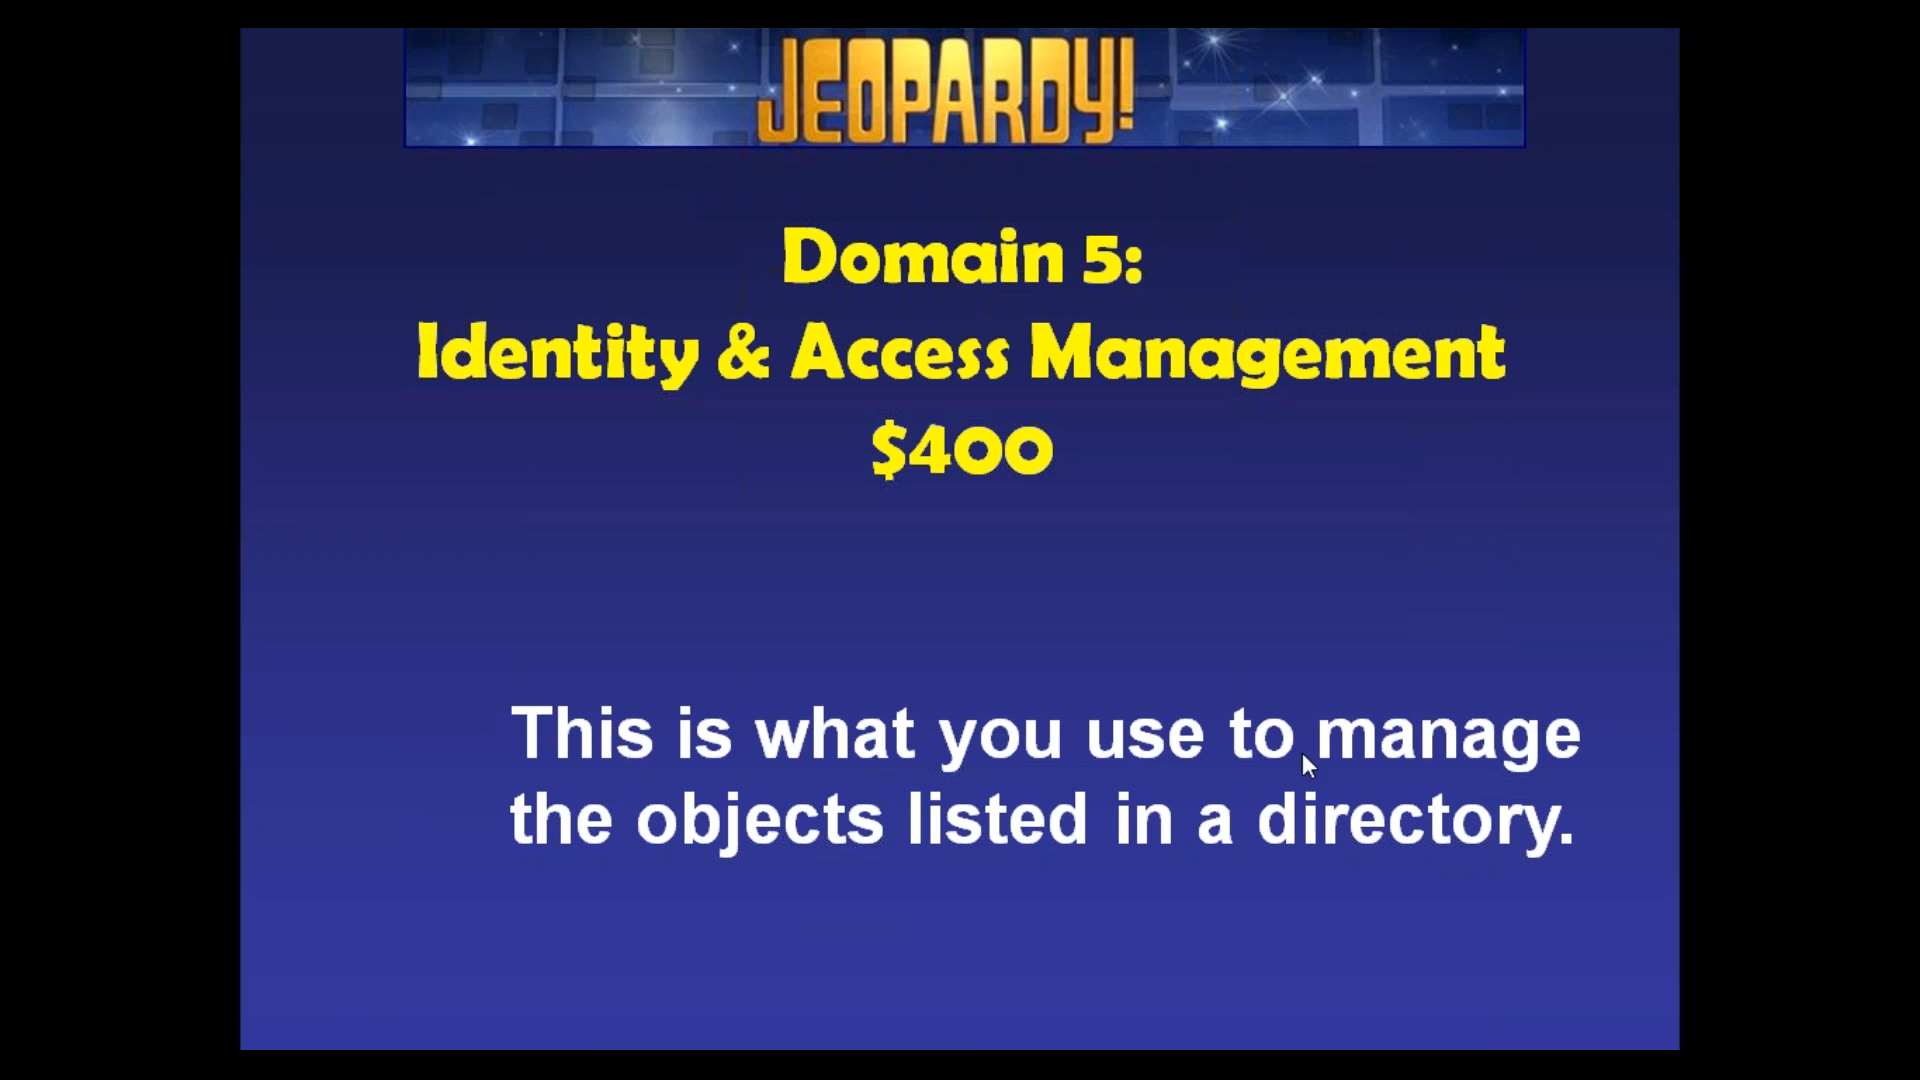 JEOPARDY!
Domain 5:
Identity & Access Management
$400
This is what you use to manage
the objects listed in a directory.